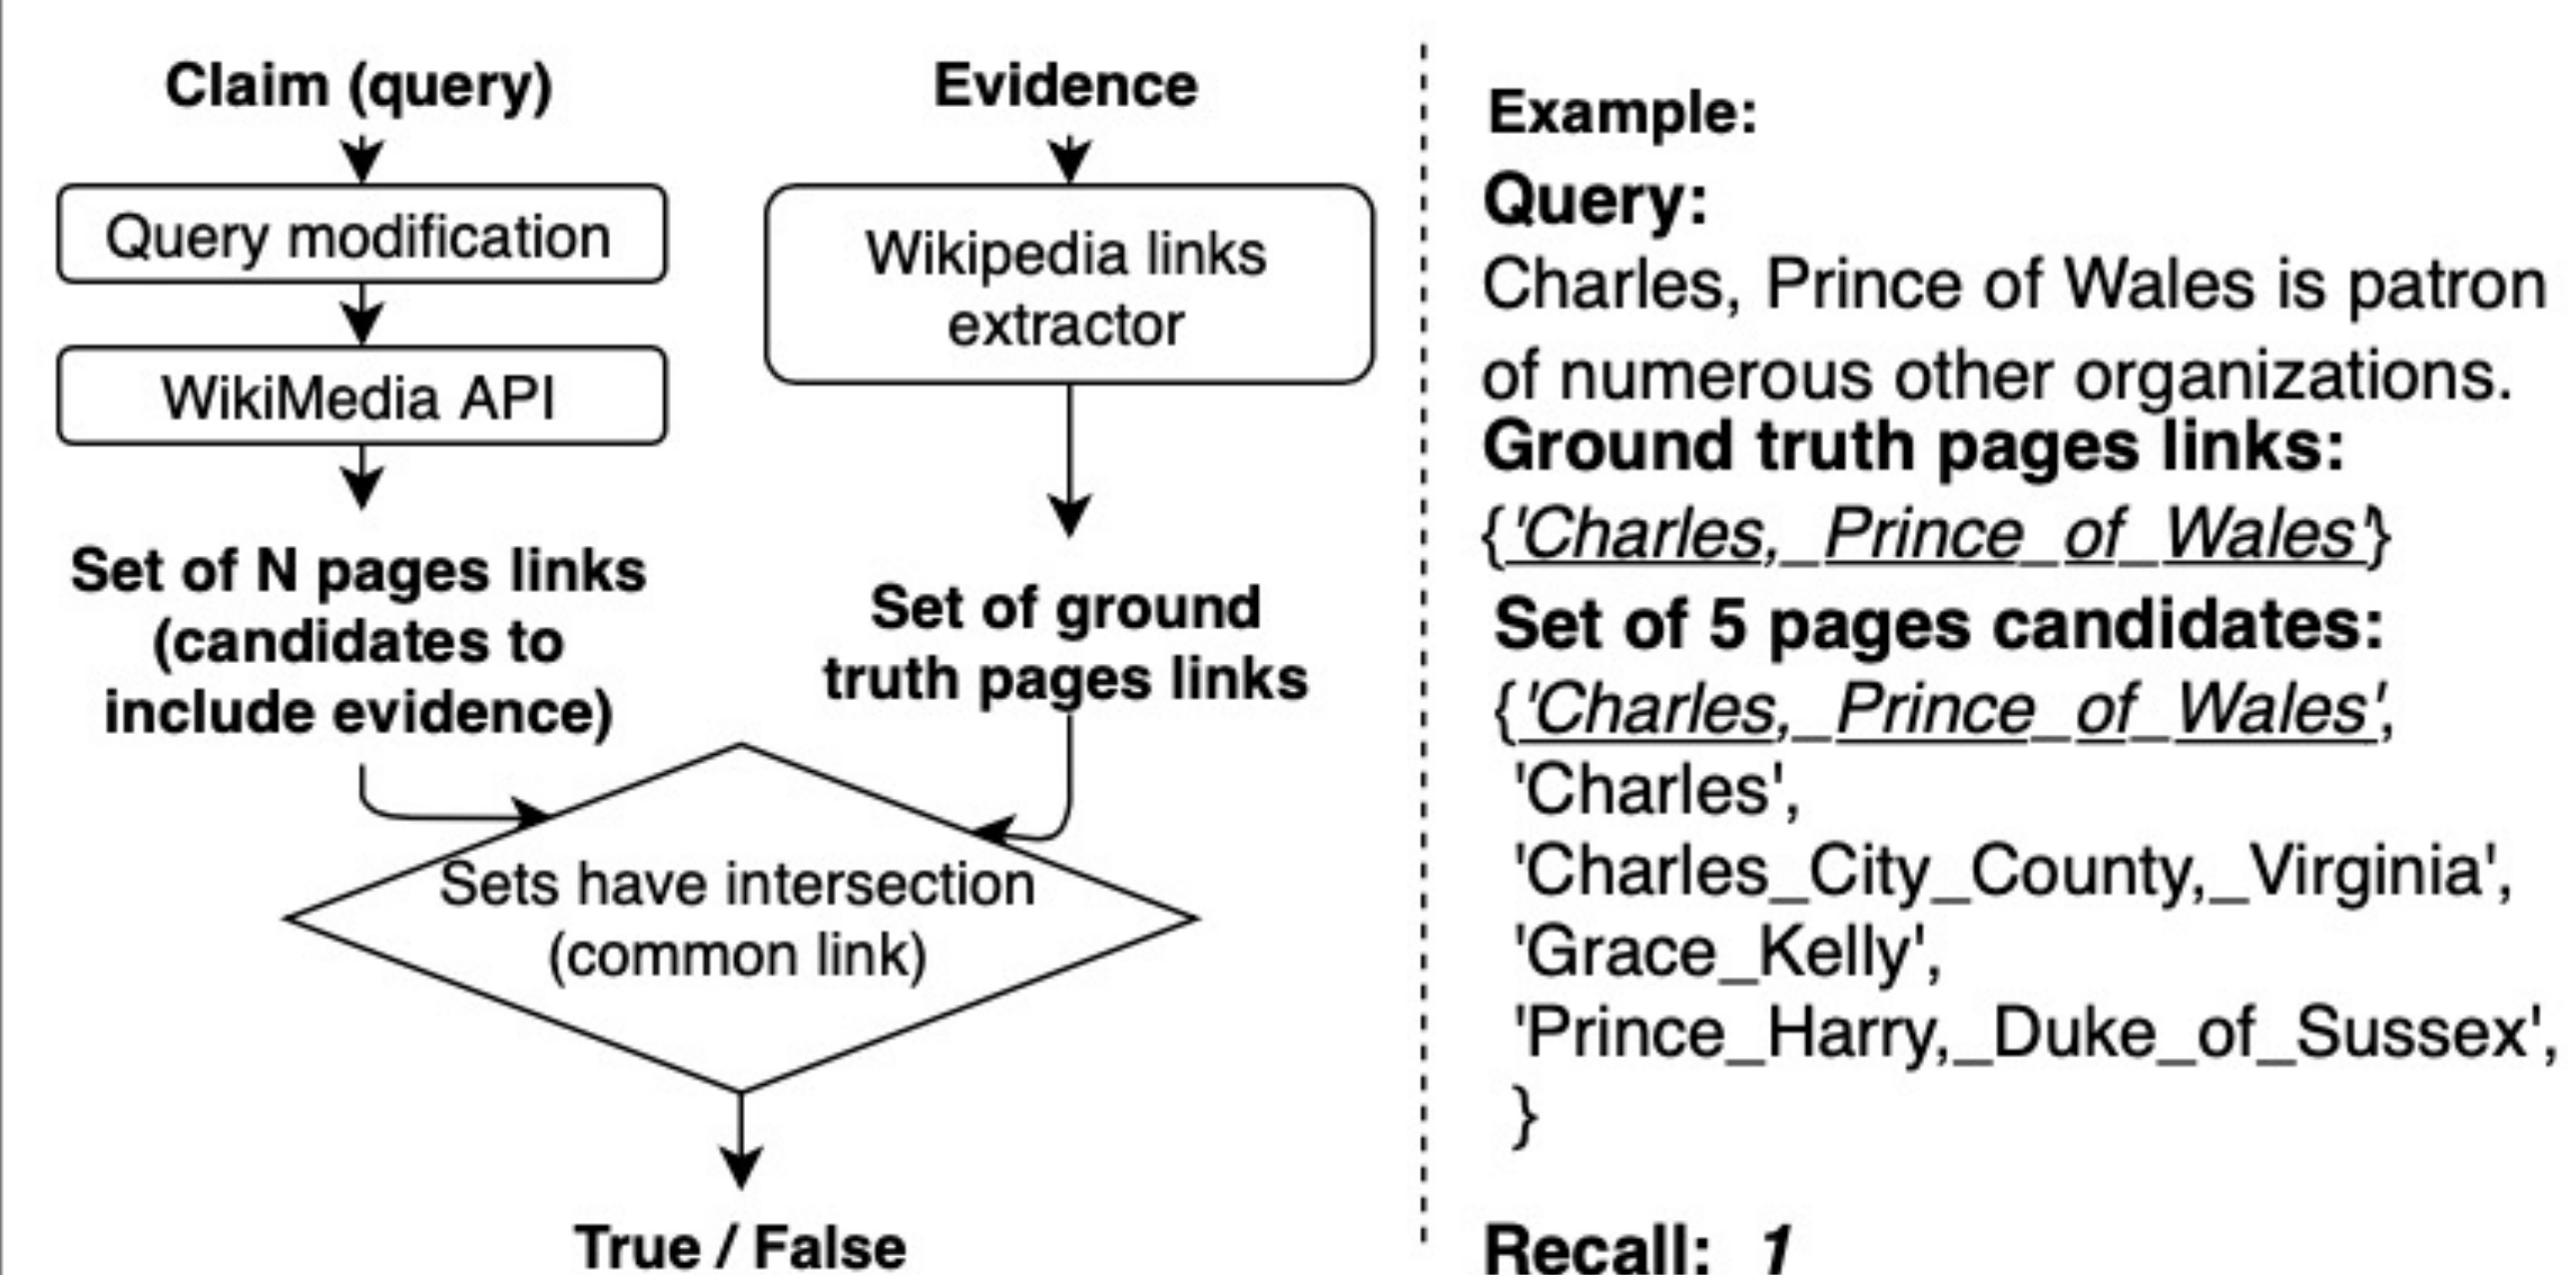 Claim (query)
Query modification
WikiMedia API
Set of N pages links
(candidates to
include evidence)
Evidence
Wikipedia links
extractor
Set of ground
truth pages links
Sets have intersection
(common link)
True / False
Example:
Query:
Charles, Prince of Wales is patron
of numerous other organizations.
Ground truth pages links:
{'Charles,_Prince_of_Wales'}
Set of 5 pages candidates:
{'Charles,_Prince_of_Wales',
'Charles',
'Charles_City_County,_Virginia',
'Grace_Kelly',
'Prince_Harry,_Duke_of_Sussex',
}
Recall: 1